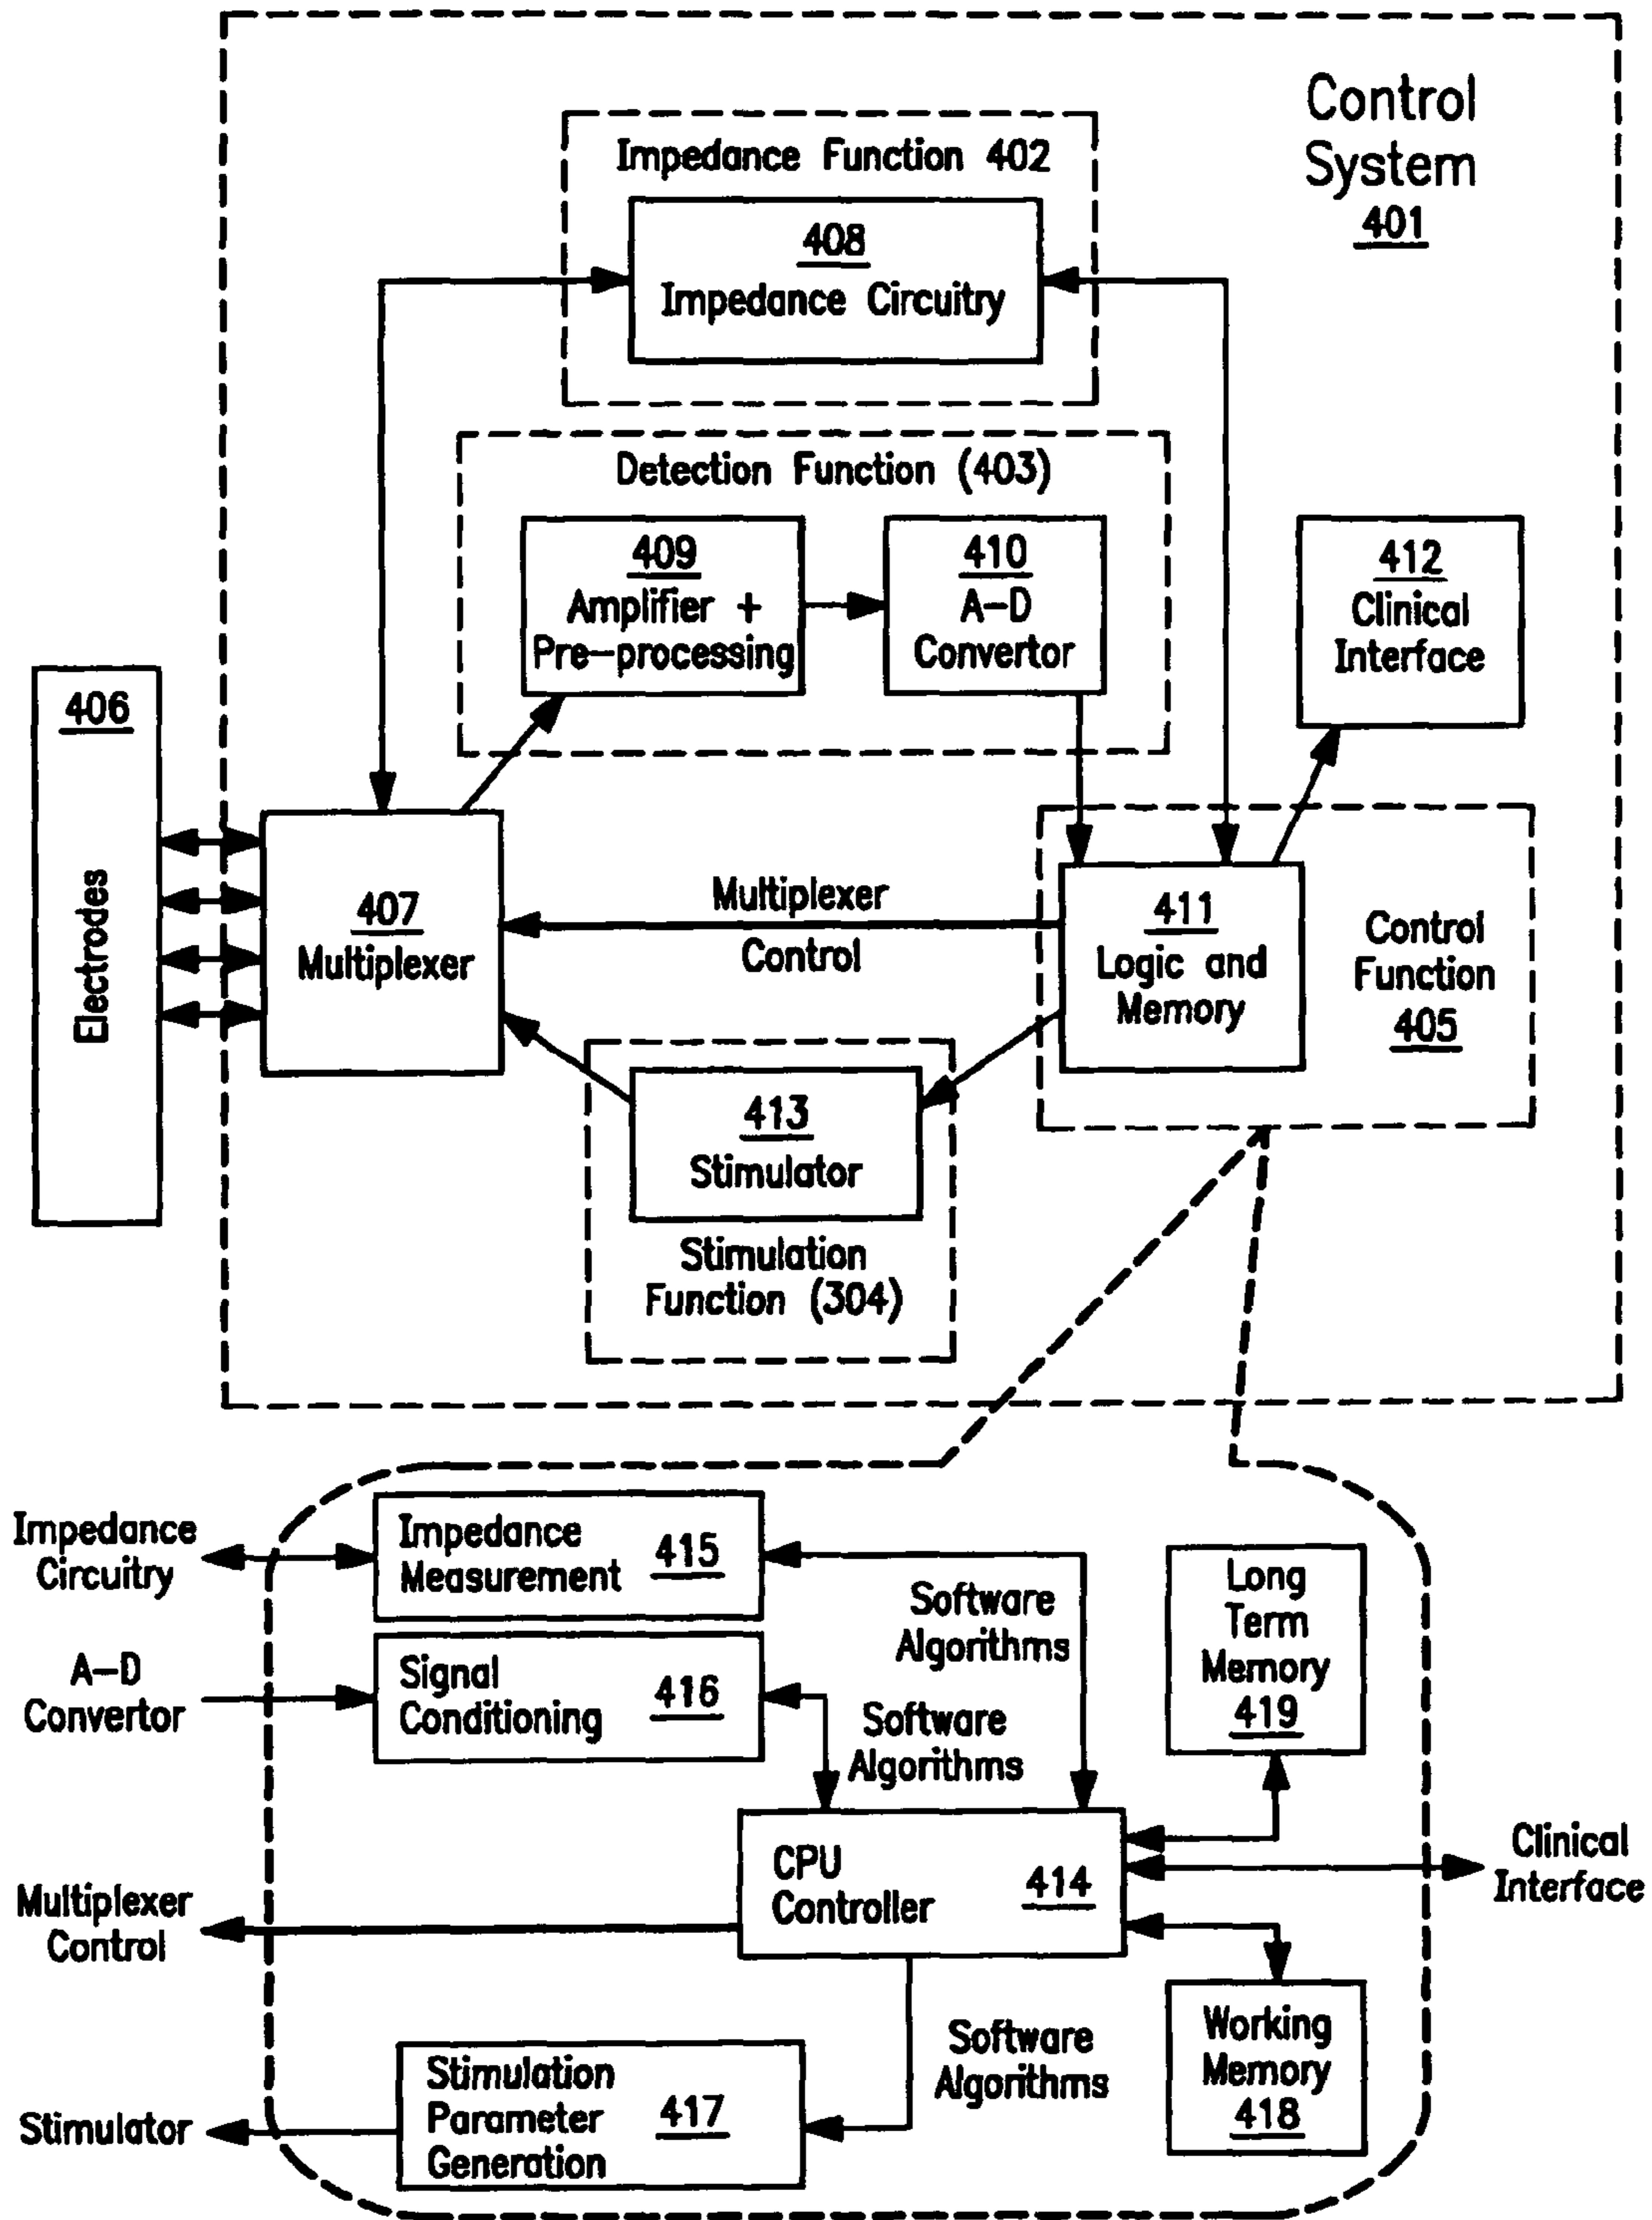 Control
System
401
Impedance Function 402
408
Impedance Circuitry
Detection Function (403)
409
Amplifier +
Pre-processing
410
A-D
Convertor
412
Clinical
Interface
406
Electrodes
407
Multiplexer
Multiplexer
Control
411
Logic and
Memory
Control
Function
405
413
Stimulator
Stimulation
Function (304)
Impedance
Circuitry
Impedance
Measurement 415
Software
Algorithms
Long
Term
Memory
419
A-D
Convertor
Signal
Conditioning 416
Software
Algorithms
CPU
Controller 414
Clinical
Interface
Multiplexer
Control
Software
Algorithms
Working
Memory
418
Stimulation
Parameter 417
Generation
Stimulator